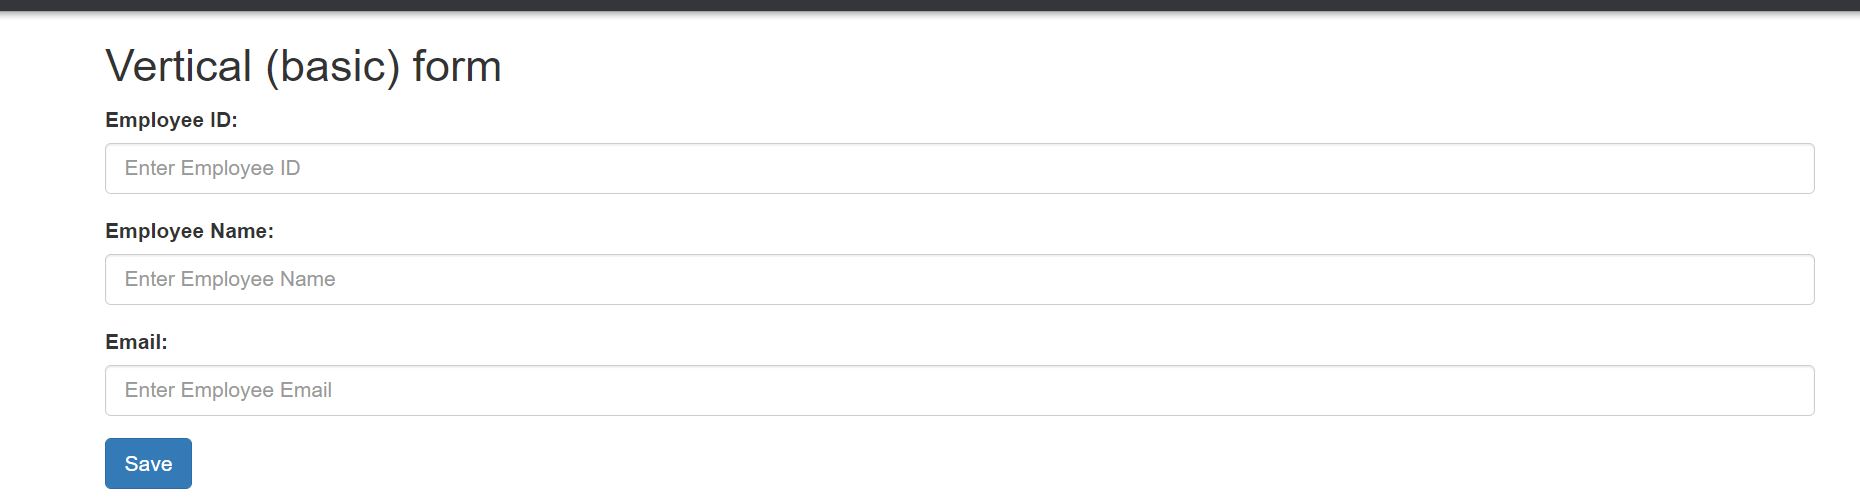 Vertical (basic) form
Employee ID:
Enter Employee ID
Employee Name:
Enter Employee Name
Email:
Enter Employee Email
Save